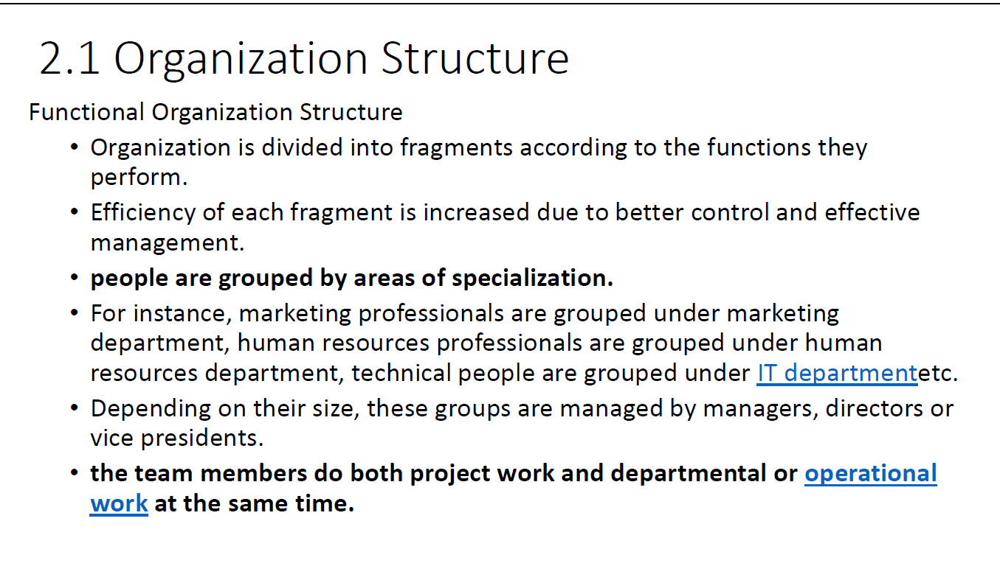 2.1 Organization Structure
Functional Organization Structure
• Organization is divided into fragments according to the functions they
perform.
• Efficiency of each fragment is increased due to better control and effective
management.
• people are grouped by areas of specialization.
• For instance, marketing professionals are grouped under marketing
department, human resources professionals are grouped under human
resources department, technical people are grouped under IT departmentetc.
• Depending on their size, these groups are managed by managers, directors or
vice presidents.
• the team members do both project work and departmental or operational
work at the same time.